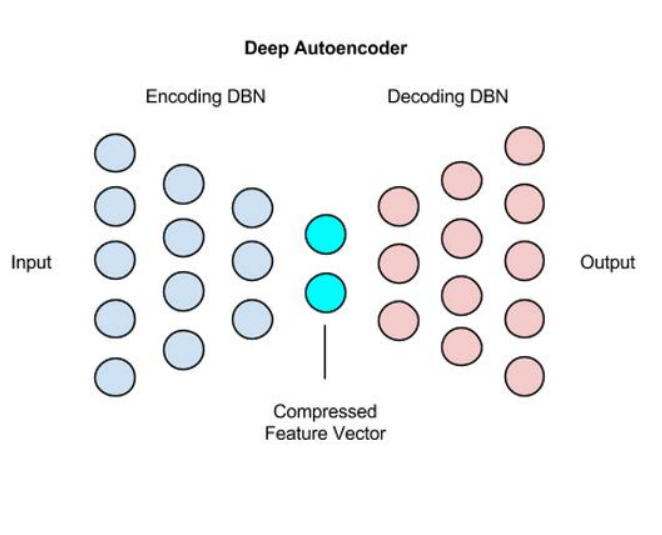 Deep Autoencoder
Encoding DBN
Decoding DBN
Input
Output
Compressed
Feature Vector